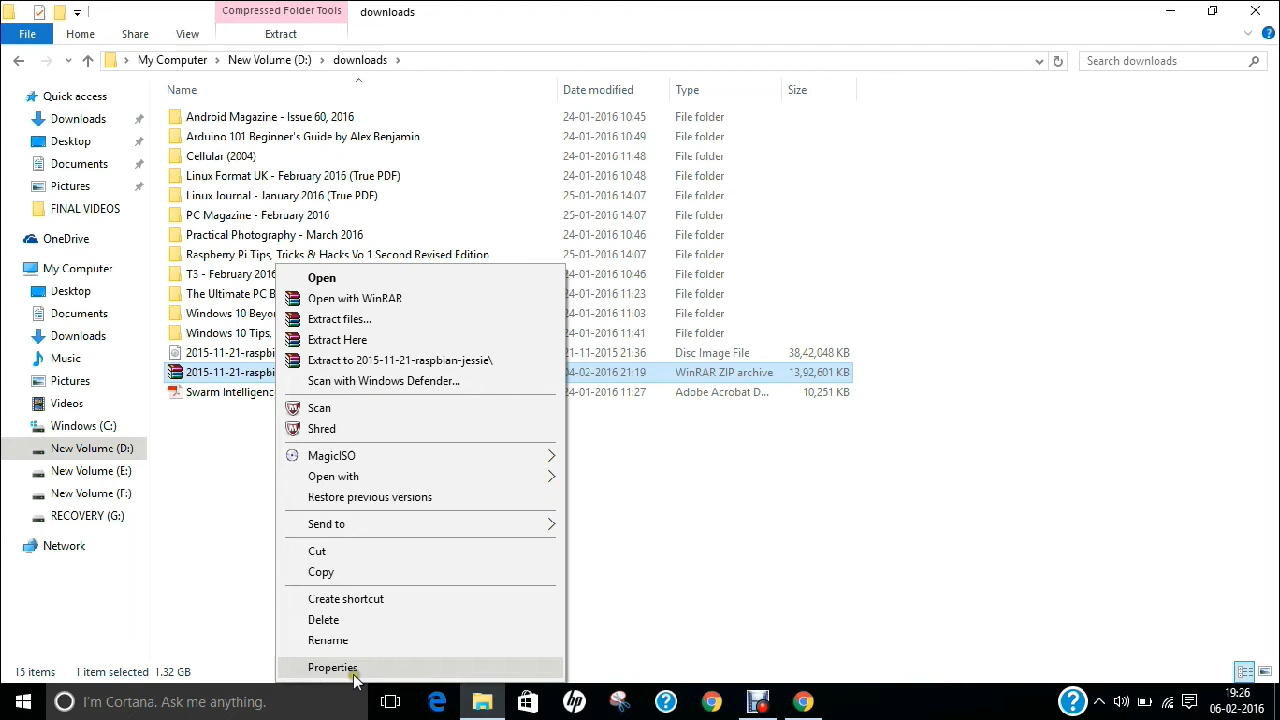 Compressed Folder Tools
downloads
File
Home
Share
View
Extract
My Computer
New Volume (D:)
downloads
Search downloads
Name
Date modified
Type
Size
Quick access
Downloads
Desktop
Documents
Pictures
FINAL VIDEOS
OneDrive
My Computer
Desktop
Documents
Downloads
Music
Pictures
Videos
Windows (C:)
New Volume (D:)
New Volume (E:)
New Volume (F:)
RECOVERY (G:)
Network
Android Magazine - Issue 60, 2016 24-01-2016 10:45 File folder
Arduino 101 Beginner's Guide by Alex Benjamin 24-01-2016 10:49 File folder
Cellular (2004) 24-01-2016 11:48 File folder
Linux Format UK - February 2016 (True PDF) 24-01-2016 10:48 File folder
Linux Journal - January 2016 (True PDF) 25-01-2016 14:07 File folder
PC Magazine - February 2016 25-01-2016 14:07 File folder
Practical Photography - March 2016 24-01-2016 10:46 File folder
Raspberry Pi Tips, Tricks & Hacks Vo 1 Second Revised Edition 25-01-2016 14:07 File folder
T3 - February 2016 24-01-2016 10:46 File folder
The Ultimate PC B 24-01-2016 11:23 File folder
Windows 10 Beyo 24-01-2016 11:03 File folder
Windows 10 Tips, 24-01-2016 11:41 File folder
2015-11-21-raspbi 21-11-2015 21:36 Disc Image File 38,42,048 KB
2015-11-21-raspbi 04-02-2016 21:19 WinRAR ZIP archive 13,92,601 KB
Swarm Intelligenc 24-01-2016 11:27 Adobe Acrobat D... 10,251 KB
Open
Open with WinRAR
Extract files...
Extract Here
Extract to 2015-11-21-raspbian-jessie\
Scan with Windows Defender...
Scan
Shred
MagicISO
Open with
Restore previous versions
Send to
Cut
Copy
Create shortcut
Delete
Rename
Properties
15 items 1 item selected 1.32 GB
I'm Cortana. Ask me anything.
19:26
06-02-2016